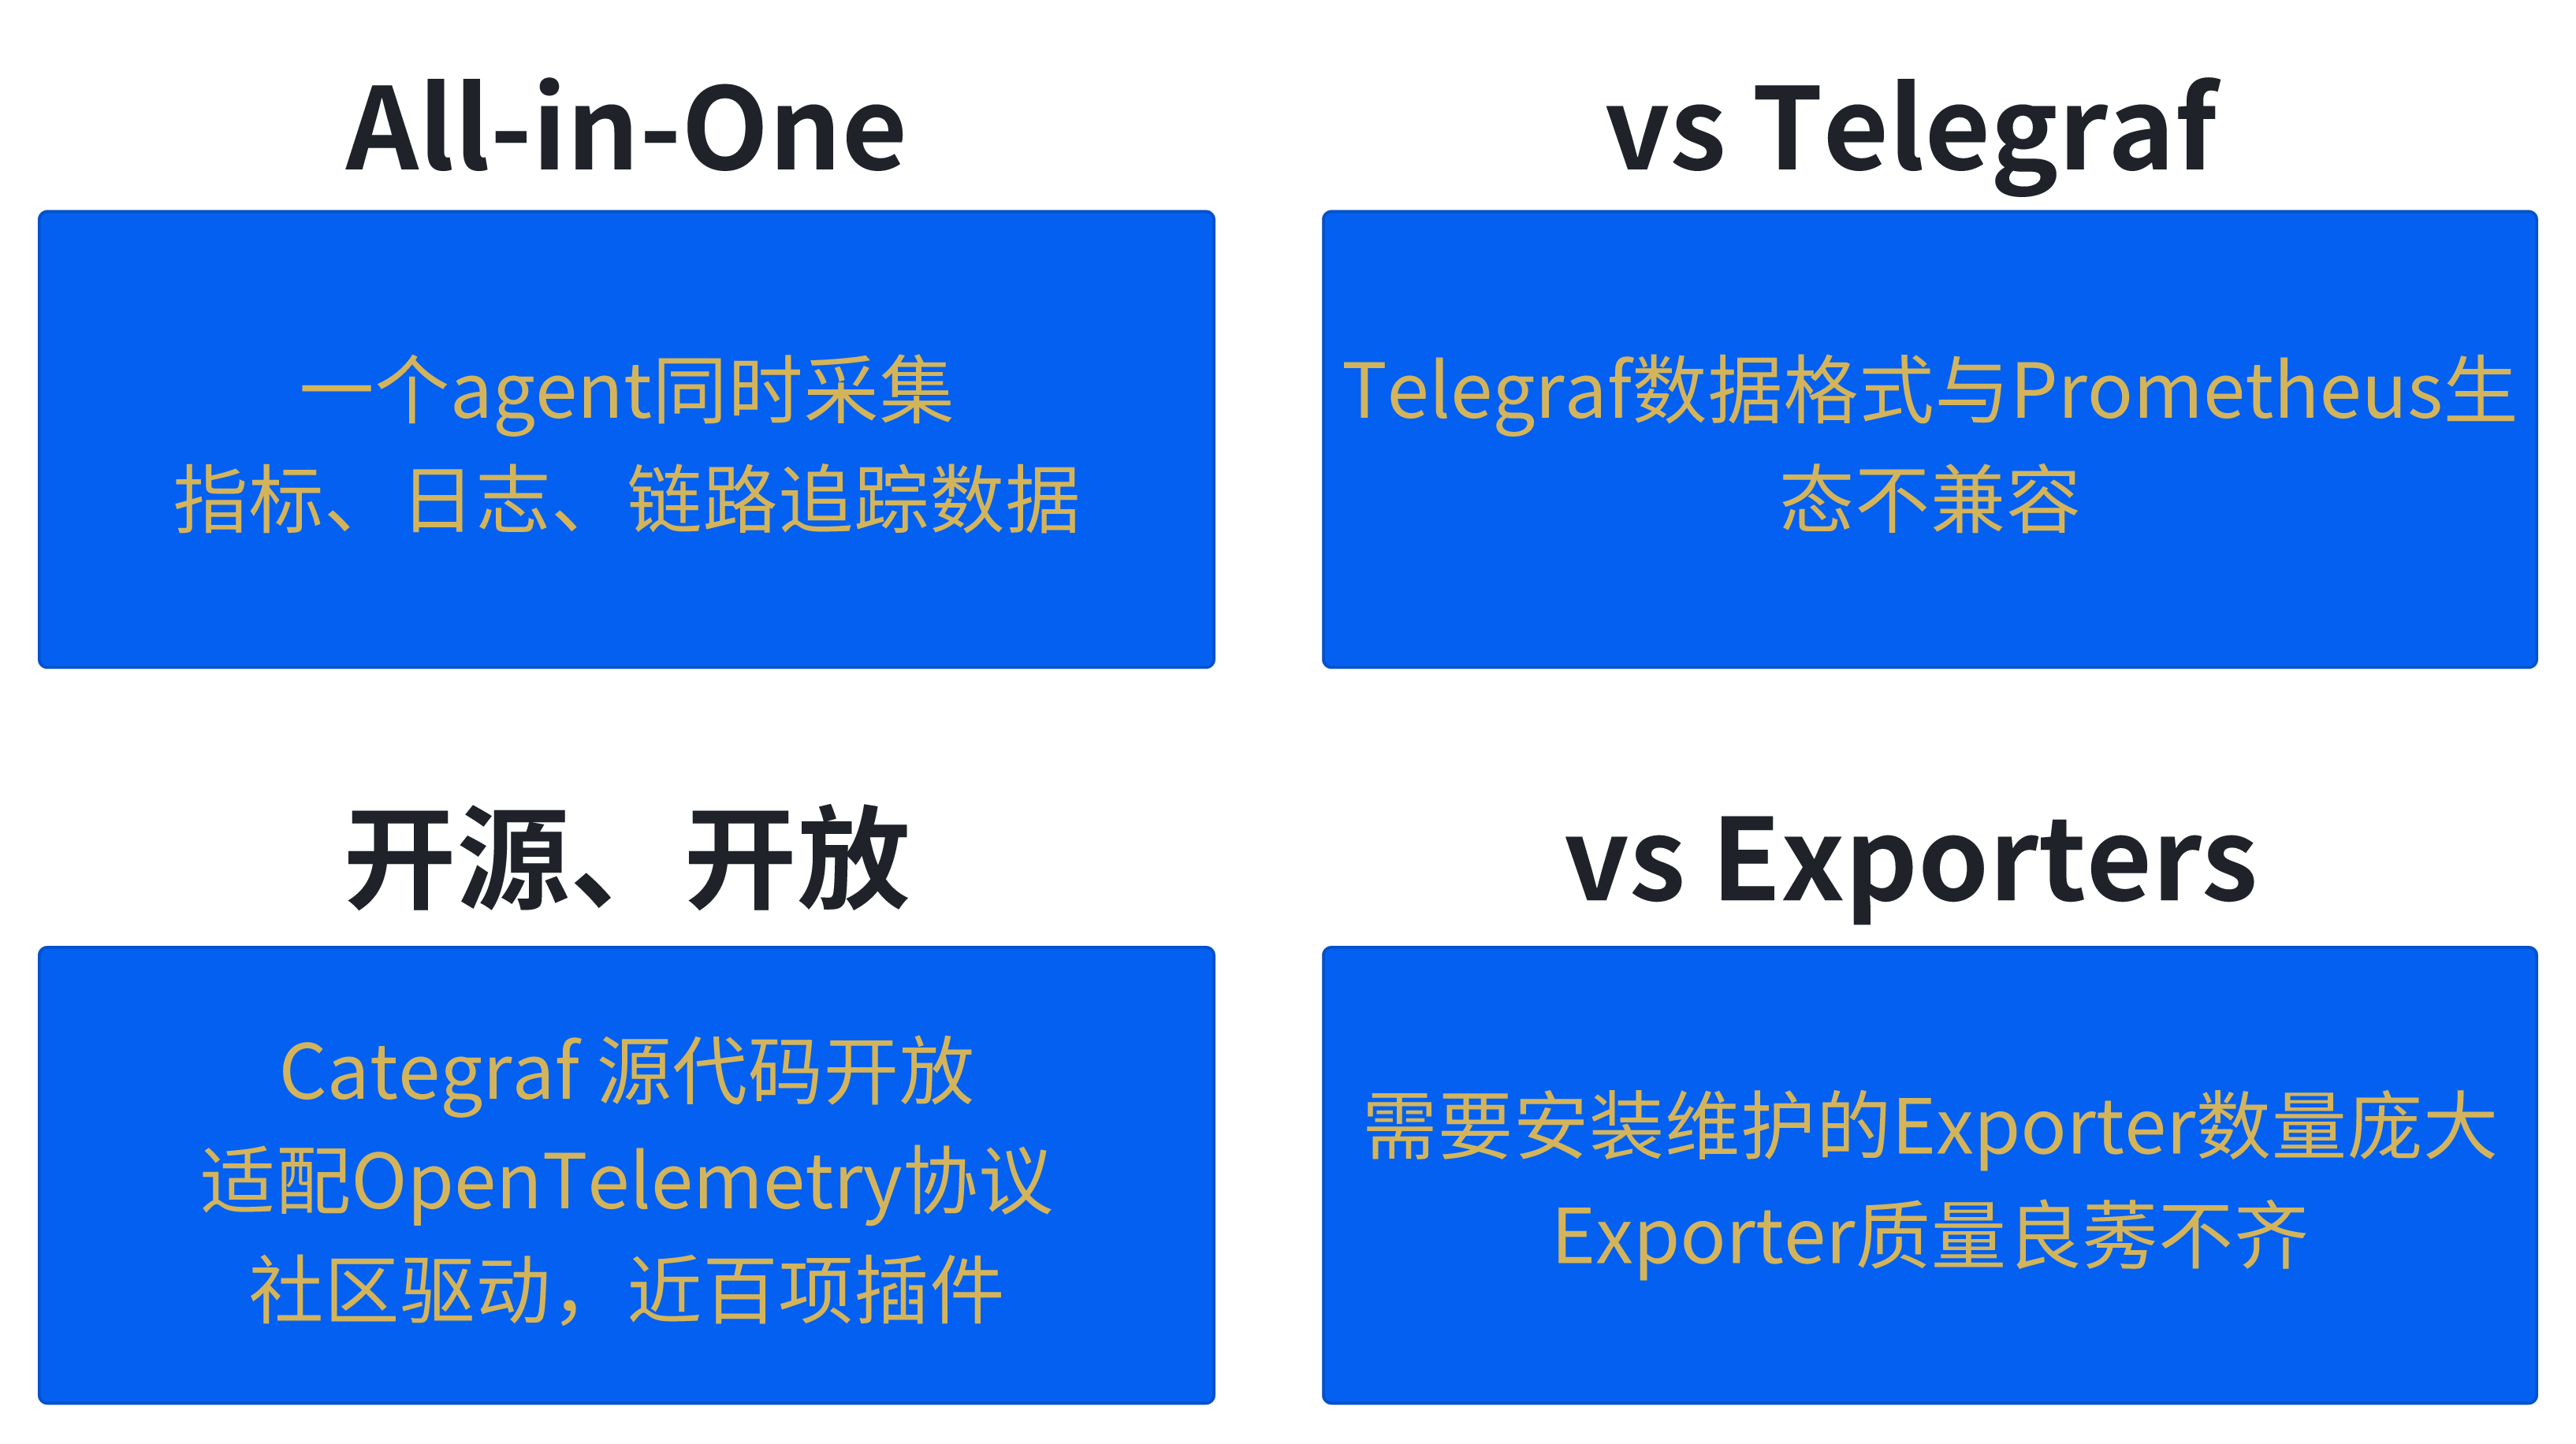 All-in-One
一个agent同时采集
指标、日志、链路追踪数据
vs Telegraf
Telegraf数据格式与Prometheus生
态不兼容
开源、开放
Categraf 源代码开放
适配OpenTelemetry协议
社区驱动，近百项插件
vs Exporters
需要安装维护的Exporter数量庞大
Exporter质量良莠不齐